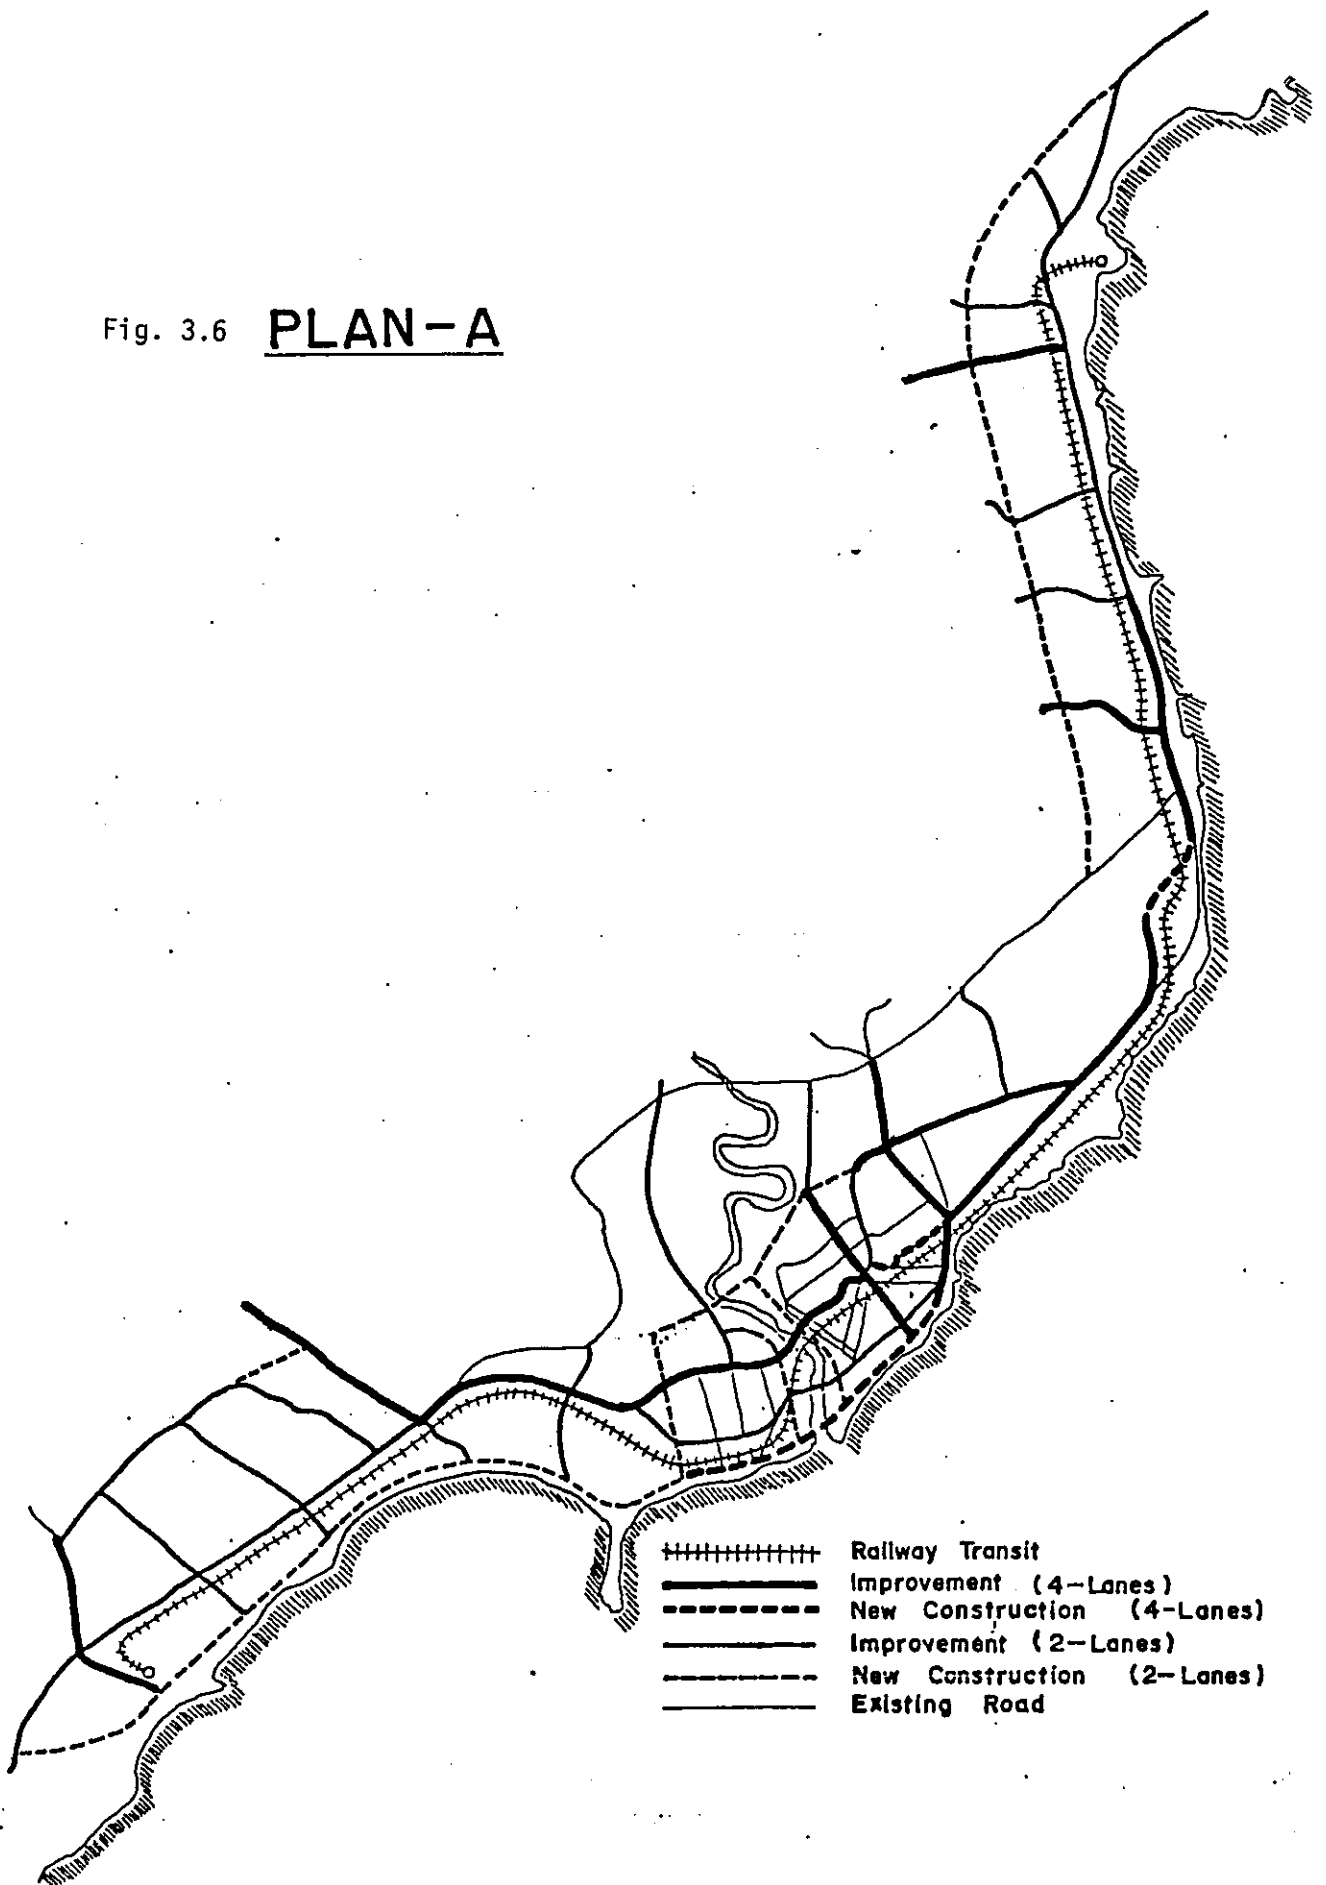 Fig. 3.6 PLAN-A
Railway Transit
Improvement (4-Lanes)
New Construction (4-Lanes)
Improvement (2-Lanes)
New Construction (2-Lanes)
Existing Road